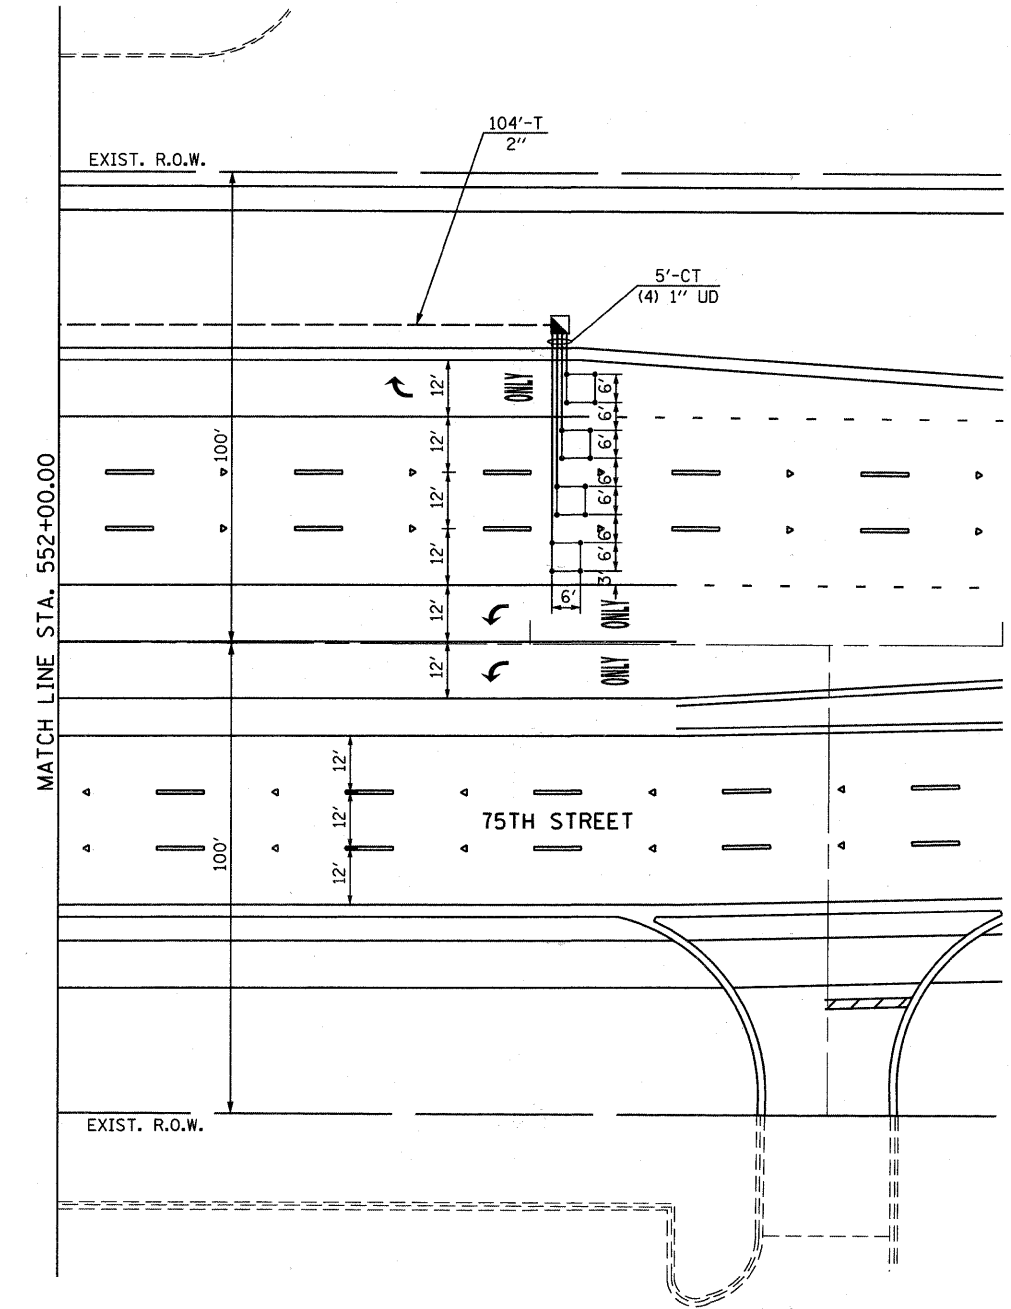 104'-T
2"
EXIST. R.O.W.
5'-CT
(4) 1" UD
12'
ONLY
6'
6'
100'
12'
6'
6'
12'
6'
6'
12'
6'
3'
6'
12'
ONLY
12'
ONLY
MATCH LINE STA. 552+00.00
12'
75TH STREET
12'
100'
12'
EXIST. R.O.W.